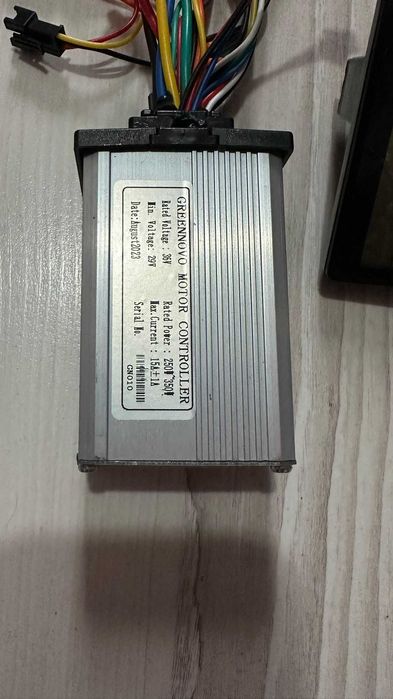 GREENNOVO MOTOR CONTROLLER
Rated Voltage : 36V Rated Power : 250W~350W
Min. Voltage: 29V Max.Current : 15A±1A
Date:August2023 Serial No.
GN010